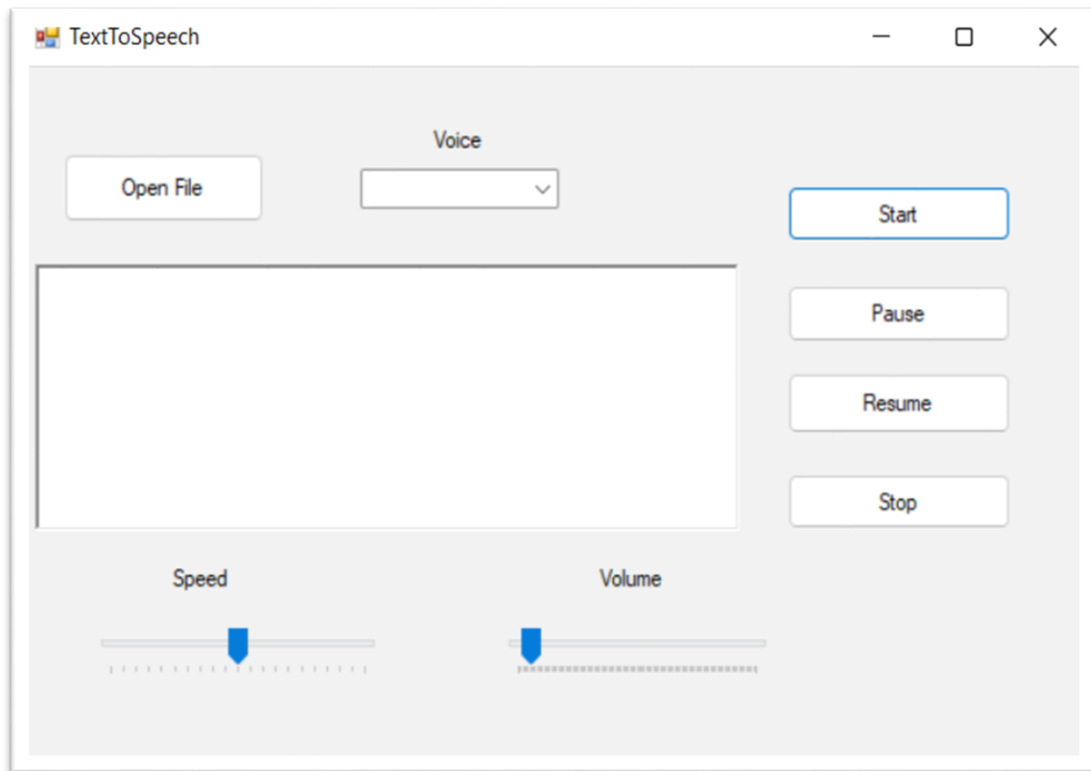 TextToSpeech
Voice
Open File
Start
Pause
Resume
Stop
Speed
Volume